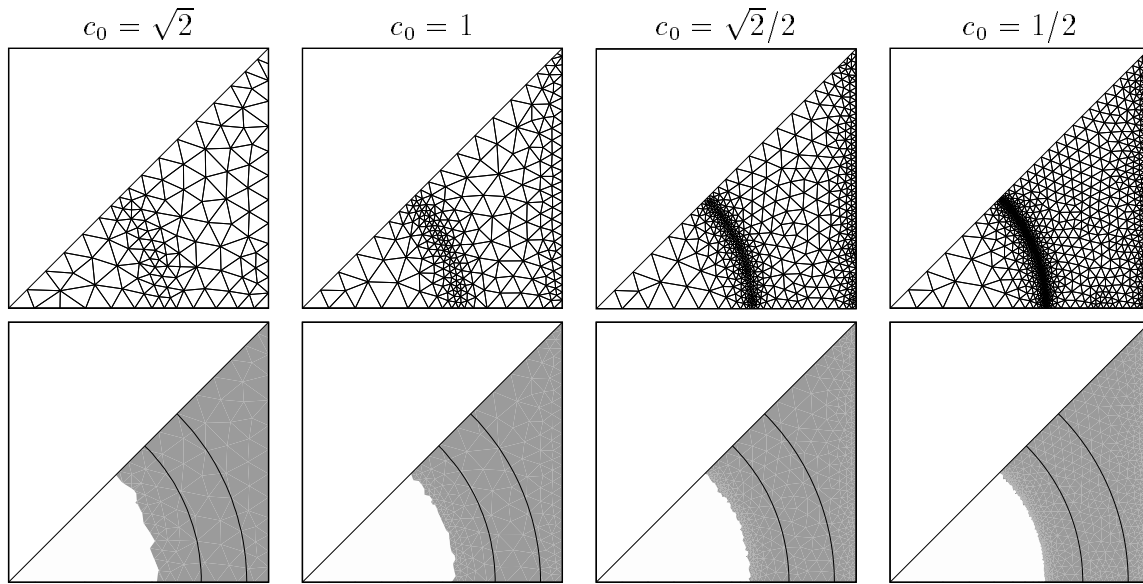 c₀ = √2
c₀ = 1
c₀ = √2/2
c₀ = 1/2